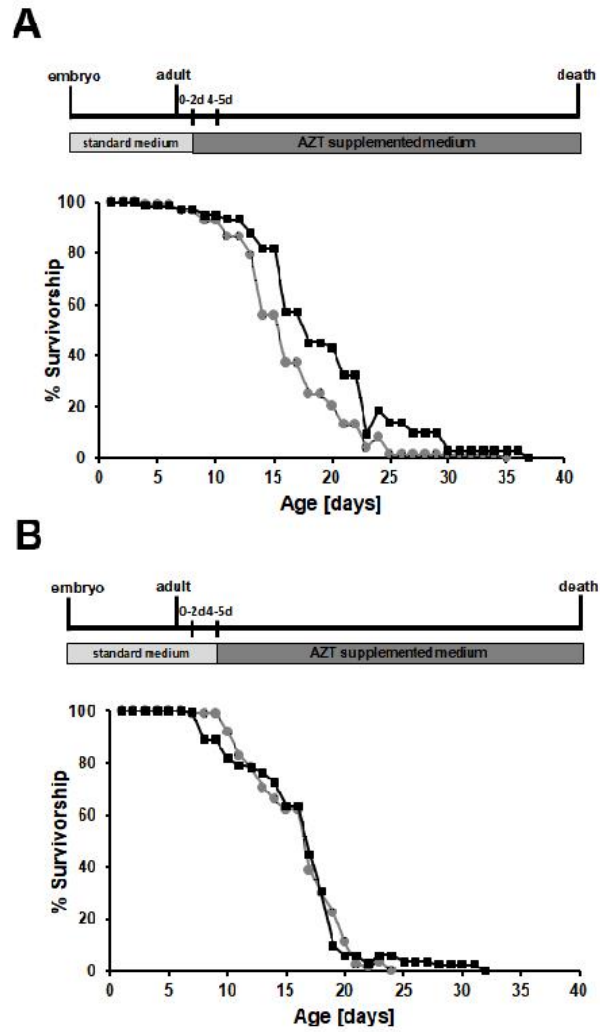 A
embryo adult death
0-2d 4-5d
standard medium AZT supplemented medium
100
80
60
40
20
0
% Survivorship
0 5 10 15 20 25 30 35 40
Age [days]
B
embryo adult death
0-2d 4-5d
standard medium AZT supplemented medium
100
80
60
40
20
0
% Survivorship
0 5 10 15 20 25 30 35 40
Age [days]